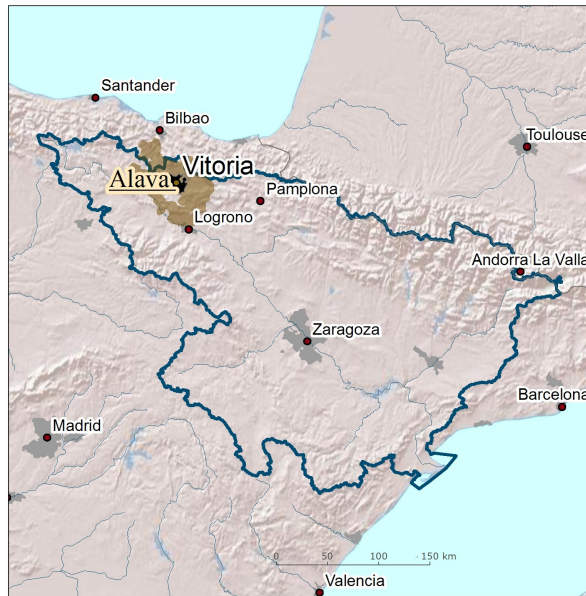 Santander
Bilbao
Toulouse
Vitoria
Alava
Pamplona
Logrono
Andorra La Valla
Zaragoza
Barcelona
Madrid
0 50 100 150 km
Valencia